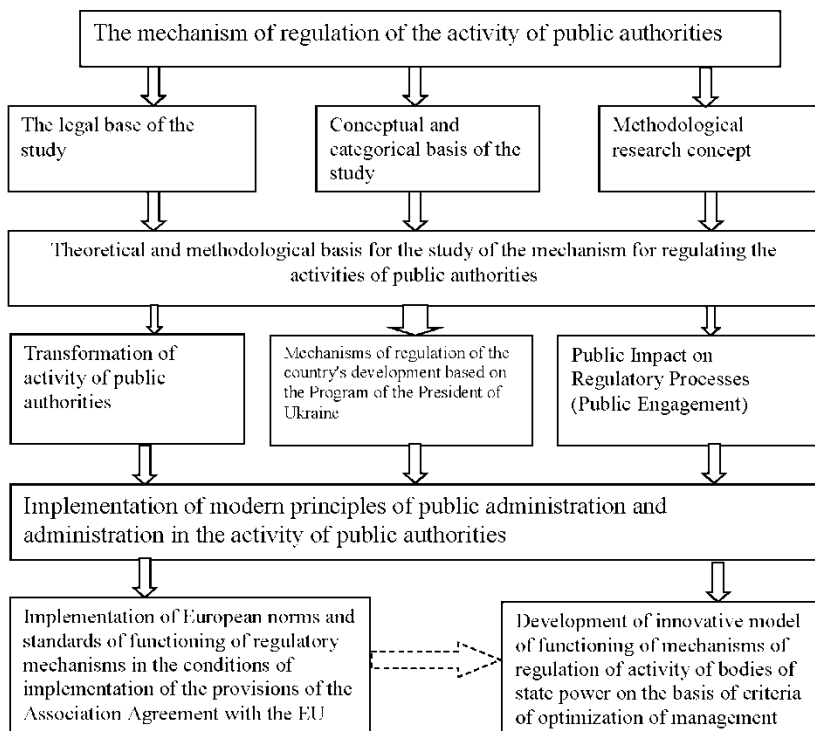 The mechanism of regulation of the activity of public authorities
The legal base of the
study
Conceptual and
categorical basis of the
study
Methodological
research concept
Theoretical and methodological basis for the study of the mechanism for regulating the
activities of public authorities
Transformation of
activity of public
authorities
Mechanisms of regulation of the
country's development based on
the Program of the President of
Ukraine
Public Impact on
Regulatory Processes
(Public Engagement)
Implementation of modern principles of public administration and
administration in the activity of public authorities
Implementation of European norms and
standards of functioning of regulatory
mechanisms in the conditions of
implementation of the provisions of the
Association Agreement with the EU
Development of innovative model
of functioning of mechanisms of
regulation of activity of bodies of
state power on the basis of criteria
of optimization of management